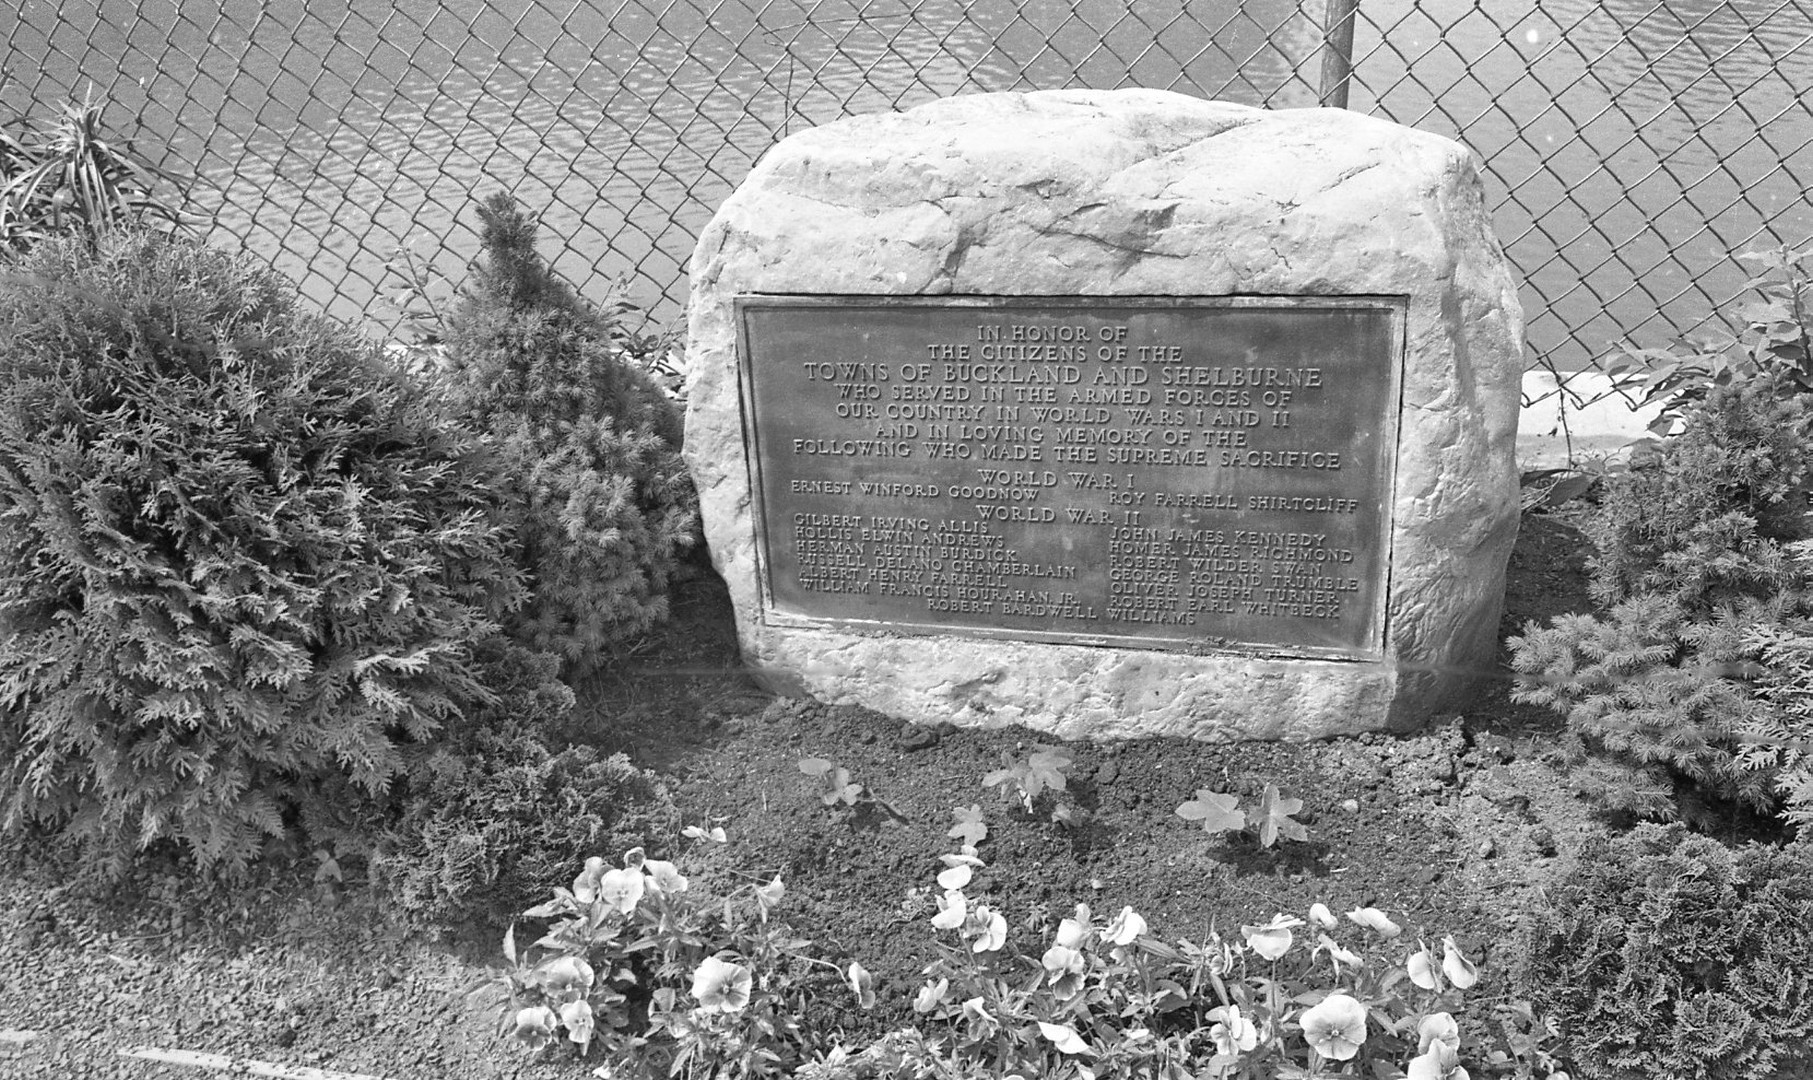 IN HONOR OF
THE CITIZENS OF THE
TOWNS OF BUCKLAND AND SHELBURNE
WHO SERVED IN THE ARMED FORCES OF
OUR COUNTRY IN WORLD WARS I AND II
AND IN LOVING MEMORY OF THE
FOLLOWING WHO MADE THE SUPREME SACRIFICE
WORLD WAR I
ERNEST WINFORD GOODNOW ROY FARRELL SHIRTCLIFF
WORLD WAR II
GILBERT IRVING ALLIS JOHN JAMES KENNEDY
HOLLIS ELWIN ANDREWS HOMER JAMES RICHMOND
HERMAN AUSTIN BURDICK ROBERT WILDER SWAN
RUSSELL DELANO CHAMBERLAIN GEORGE ROLAND TRUMBLE
ALBERT HENRY FARRELL OLIVER JOSEPH TURNER
WILLIAM FRANCIS HOURAHAN, JR. ROBERT EARL WHITBECK
ROBERT BARDWELL WILLIAMS